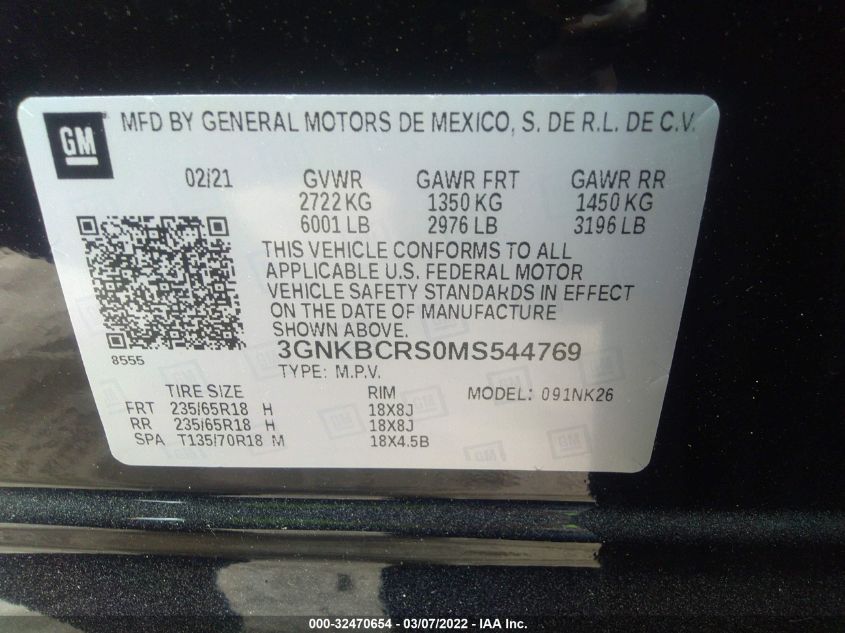 GM MFD BY GENERAL MOTORS DE MEXICO, S. DE R.L. DE C.V.
02/21 GVWR GAWR FRT GAWR RR
2722 KG 1350 KG 1450 KG
6001 LB 2976 LB 3196 LB
THIS VEHICLE CONFORMS TO ALL
APPLICABLE U.S. FEDERAL MOTOR
VEHICLE SAFETY STANDARDS IN EFFECT
ON THE DATE OF MANUFACTURE
SHOWN ABOVE.
8555 3GNKBCRS0MS544769
TYPE: M.P.V.
TIRE SIZE RIM MODEL: 091NK26
FRT 235/65R18 H 18X8J
RR 235/65R18 H 18X8J
SPA T135/70R18 M 18X4.5B
000-32470654 - 03/07/2022 - IAA Inc.